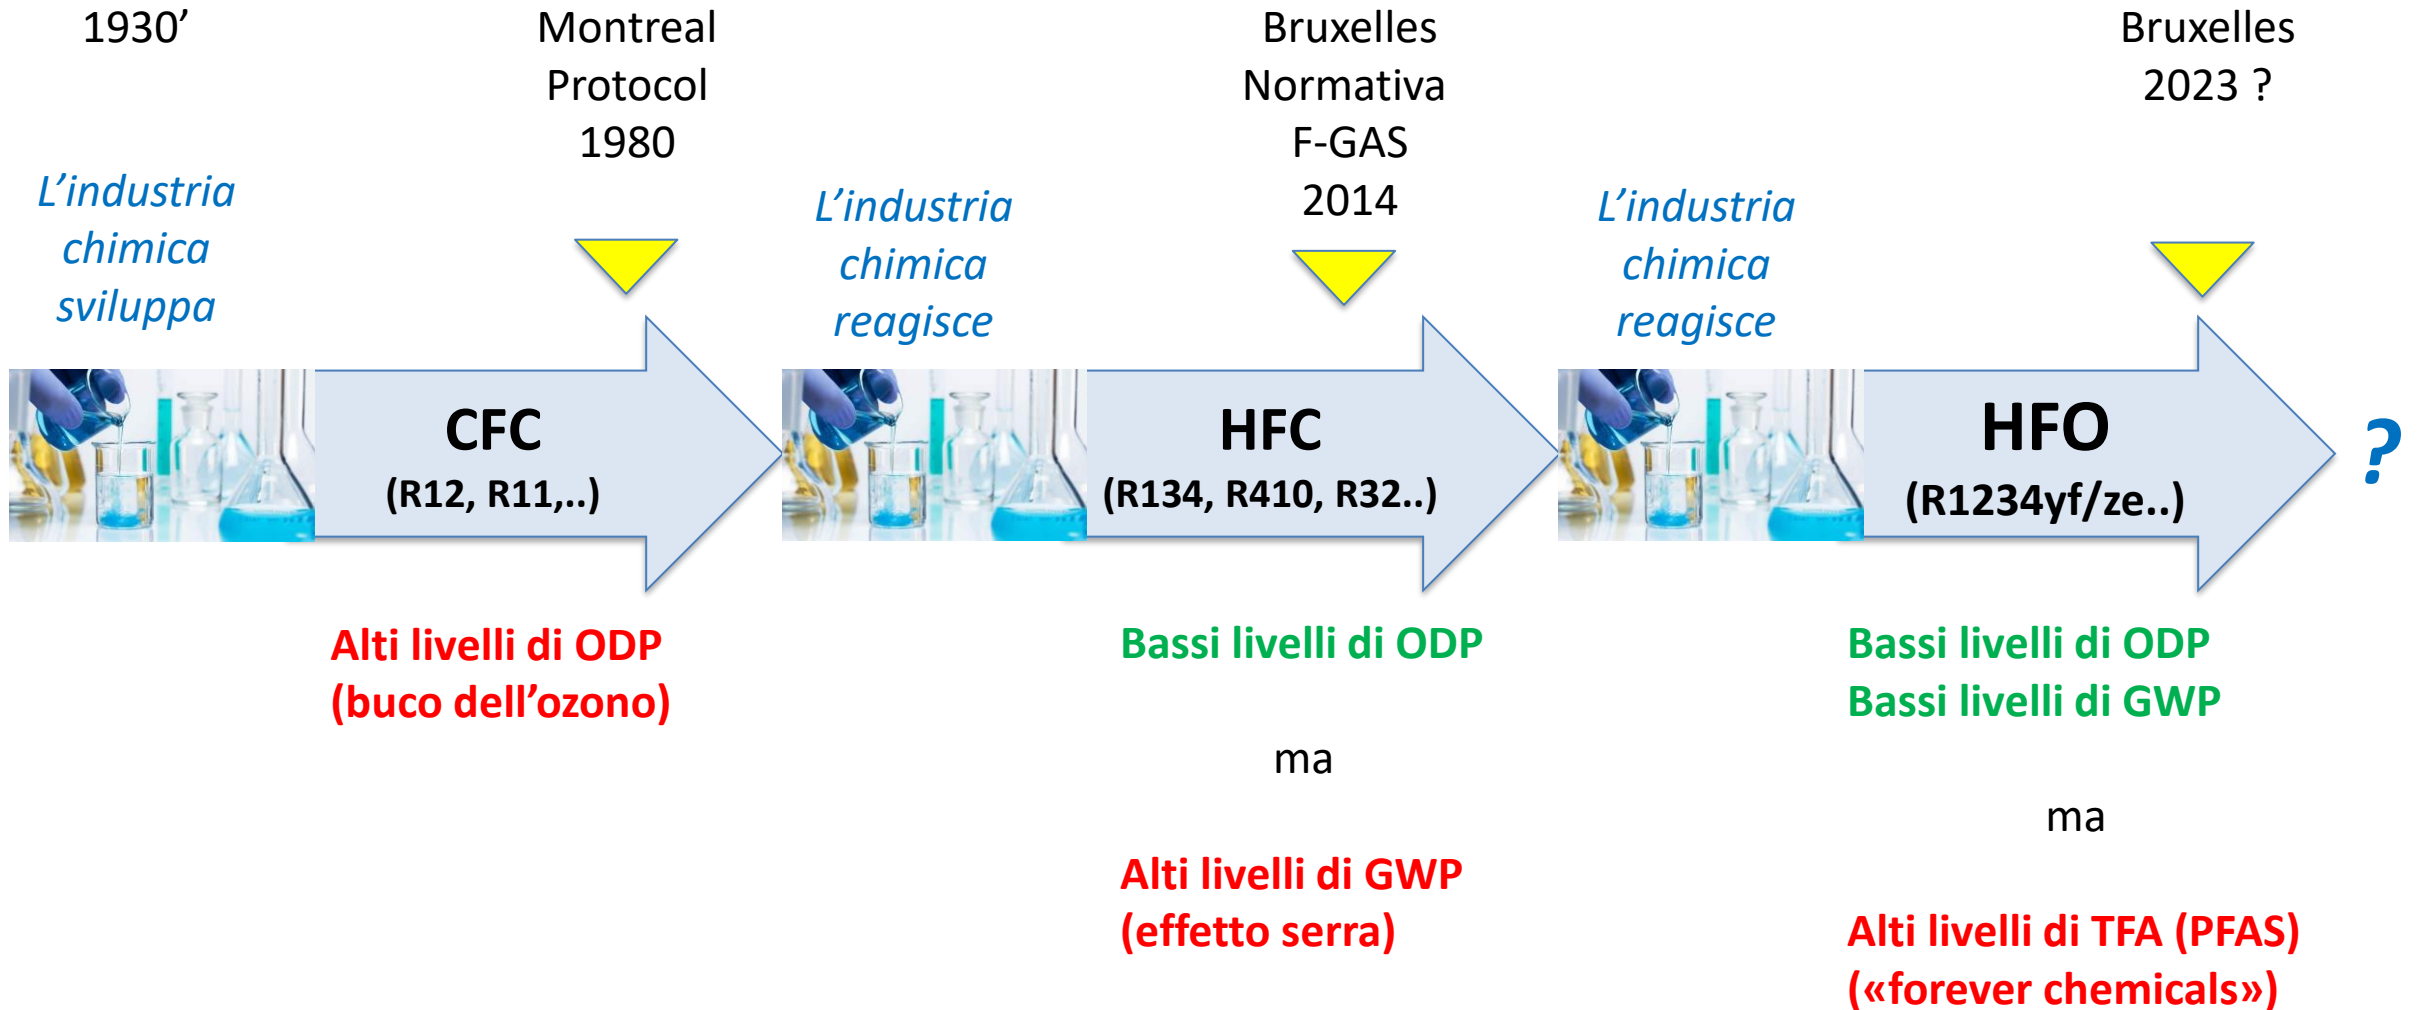 1930’
L’industria
chimica
sviluppa
Montreal
Protocol
1980
CFC
(R12, R11,..)
Alti livelli di ODP
(buco dell’ozono)
L’industria
chimica
reagisce
Bruxelles
Normativa
F-GAS
2014
HFC
(R134, R410, R32..)
Bassi livelli di ODP
ma
Alti livelli di GWP
(effetto serra)
L’industria
chimica
reagisce
Bruxelles
2023 ?
HFO
(R1234yf/ze..)
?
Bassi livelli di ODP
Bassi livelli di GWP
ma
Alti livelli di TFA (PFAS)
(«forever chemicals»)